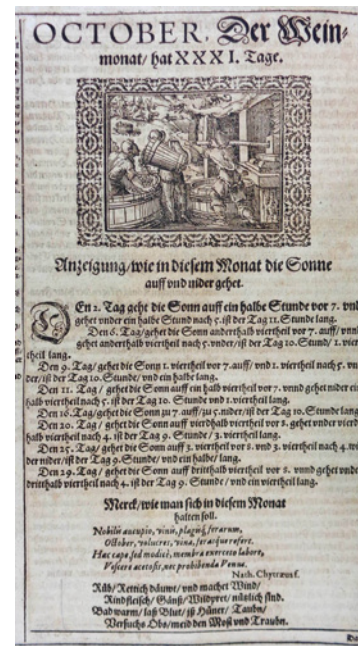 OCTOBER. Der Wein-
monat/ hat XXXI. Tage.
Anzeigung/wie in diesem Monat die Sonne
auff vnd nider gehet.
DEn 2. Tag geht die Sonn auff ein halbe Stunde vor 7. vnd
gehet vnder ein halbe Stund nach 5. ist der Tag 11. Stunde lang.
Den 6. Tag/gehet die Sonn anderthalb viertheil vor 7. auff/ vnnd
gehet anderthalb viertheil nach 5. vnder/ist der Tag 10. Stund/ 1. vier
theil lang.
Den 9. Tag/ gehet die Sonn 1. viertheil vor 7. auff/ vnd 1. viertheil nach 5. vn
der/ist der Tag 10. Stunde/ vnd ein halbe lang.
Den 11. Tag / gehet die Sonn auff ein halb viertheil vor 7. vnnd gehet nider ein
halb viertheil nach 5. ist der Tag 10. Stunde vnd 1. viertheil lang.
Den 16. Tag/gehet die Sonn zu 7. auff/zu 5. nider/ist der Tag 10. Stunde lang
Den 20. Tag / gehet die Sonn auff vierdhalb viertheil vor 8. gehet vnder vierd
halb viertheil nach 4. ist der Tag 9. Stunde / 3. viertheil lang.
Den 25. Tag/ gehet die Sonn auff 3. viertheil vor 8. vnd 3. viertheil nach 4. wi
der nider/ist der Tag 9. Stunde/ vnd ein halbe/ lang.
Den 29. Tag / gehet die Sonn auff dritthalb viertheil vor 8. vnnd gehet vnde
dritthalb viertheil nach 4. ist der Tag 9. Stunde / vnd ein viertheil lang.
Merck/wie man sich in diesem Monat
halten soll.
Nobilis aucupio, vinis, plagisq́; ferarum,
October, volucres, vina, ferasque refert.
Hac cape, sed modicè, membra exerceto labore,
Vescere acetosis, nec prohibenda Venus.
Nath. Chytræus.
Rüb/ Rettich däuwt/ vnd machet Wind/
Rindfleisch/ Gänß/ Wildpret/ nützlich sind.
Bad warm/ laß Blut/ iß Hüner/ Taubn/
Versuchs Obs/ meid den Most vnd Traubn.